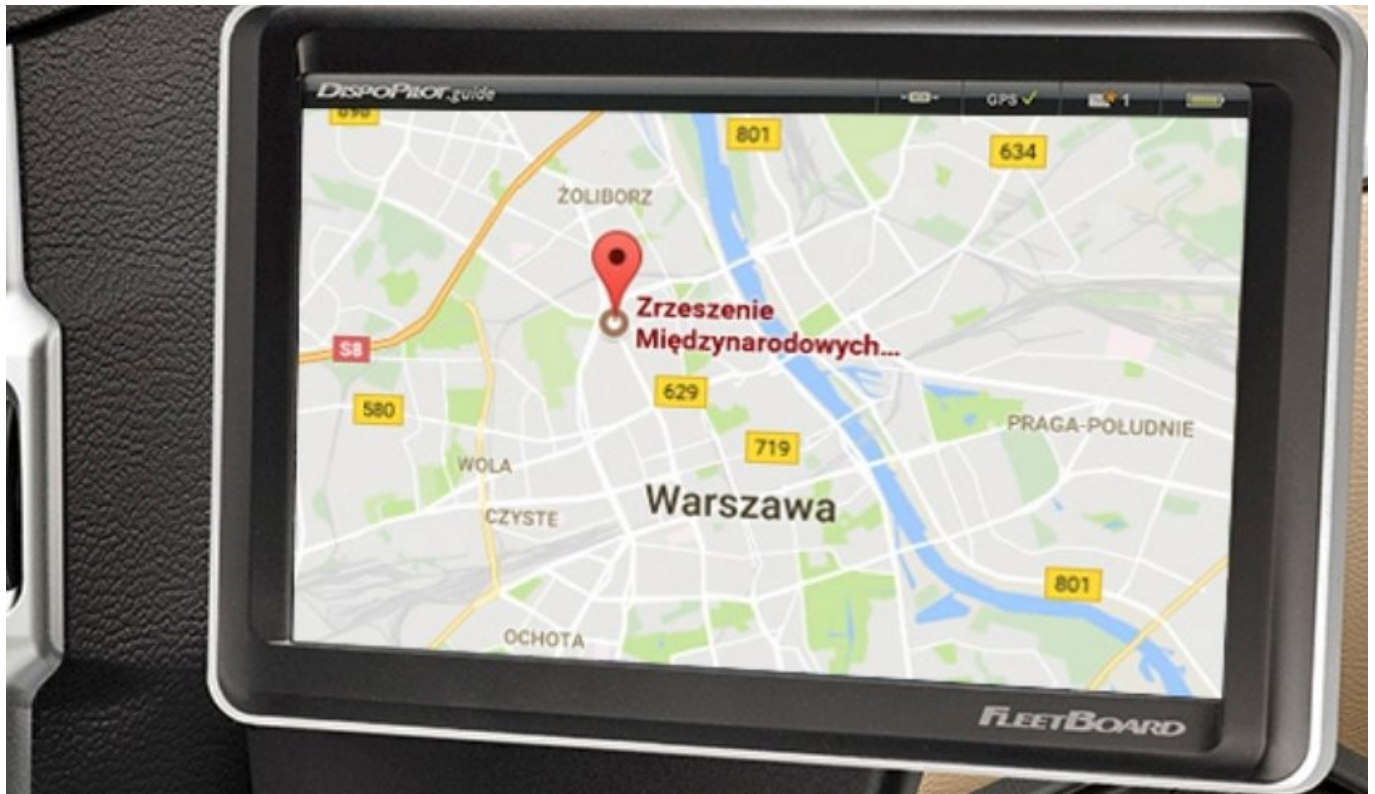 DISPOPILOT.guide
GPS 1
801
634
ŻOLIBORZ
Zrzeszenie
Międzynarodowych...
S8
629
580
719
PRAGA-POŁUDNIE
WOLA
Warszawa
CZYSTE
801
OCHOTA
FLEETBOARD